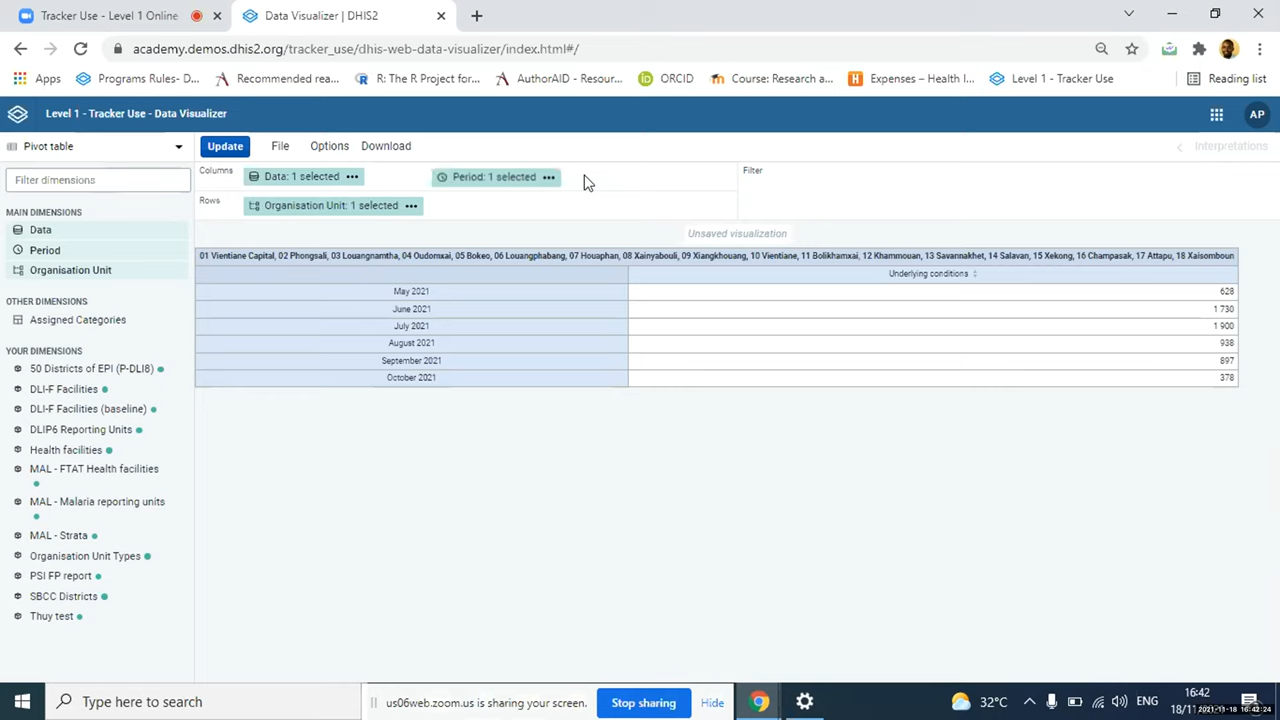 Tracker Use - Level 1 Online
Data Visualizer | DHIS2
academy.demos.dhis2.org/tracker_use/dhis-web-data-visualizer/index.html#/
Apps
Programs Rules- D...
Recommended rea...
R: The R Project for...
AuthorAID - Resour...
ORCID
Course: Research a...
Expenses – Health I...
Level 1 - Tracker Use
Reading list
Level 1 - Tracker Use - Data Visualizer
AP
Pivot table
Update
File
Options
Download
Interpretations
Filter dimensions
Columns
Data: 1 selected
Period: 1 selected
Filter
Rows
Organisation Unit: 1 selected
MAIN DIMENSIONS
Data
Period
Organisation Unit
OTHER DIMENSIONS
Assigned Categories
YOUR DIMENSIONS
50 Districts of EPI (P-DLI8)
DLI-F Facilities
DLI-F Facilities (baseline)
DLIP6 Reporting Units
Health facilities
MAL - FTAT Health facilities
MAL - Malaria reporting units
MAL - Strata
Organisation Unit Types
PSI FP report
SBCC Districts
Thuy test
Unsaved visualization
01 Vientiane Capital, 02 Phongsali, 03 Louangnamtha, 04 Oudomxai, 05 Bokeo, 06 Louangphabang, 07 Houaphan, 08 Xainyabouli, 09 Xiangkhouang, 10 Vientiane, 11 Bolikhamxai, 12 Khammouan, 13 Savannakhet, 14 Salavan, 15 Xekong, 16 Champasak, 17 Attapu, 18 Xaisomboun
Underlying conditions
May 2021 628
June 2021 1 730
July 2021 1 900
August 2021 938
September 2021 897
October 2021 378
Type here to search
us06web.zoom.us is sharing your screen.
Stop sharing
Hide
32°C
ENG
16:42
18/11
2021-11-18 16:42:24